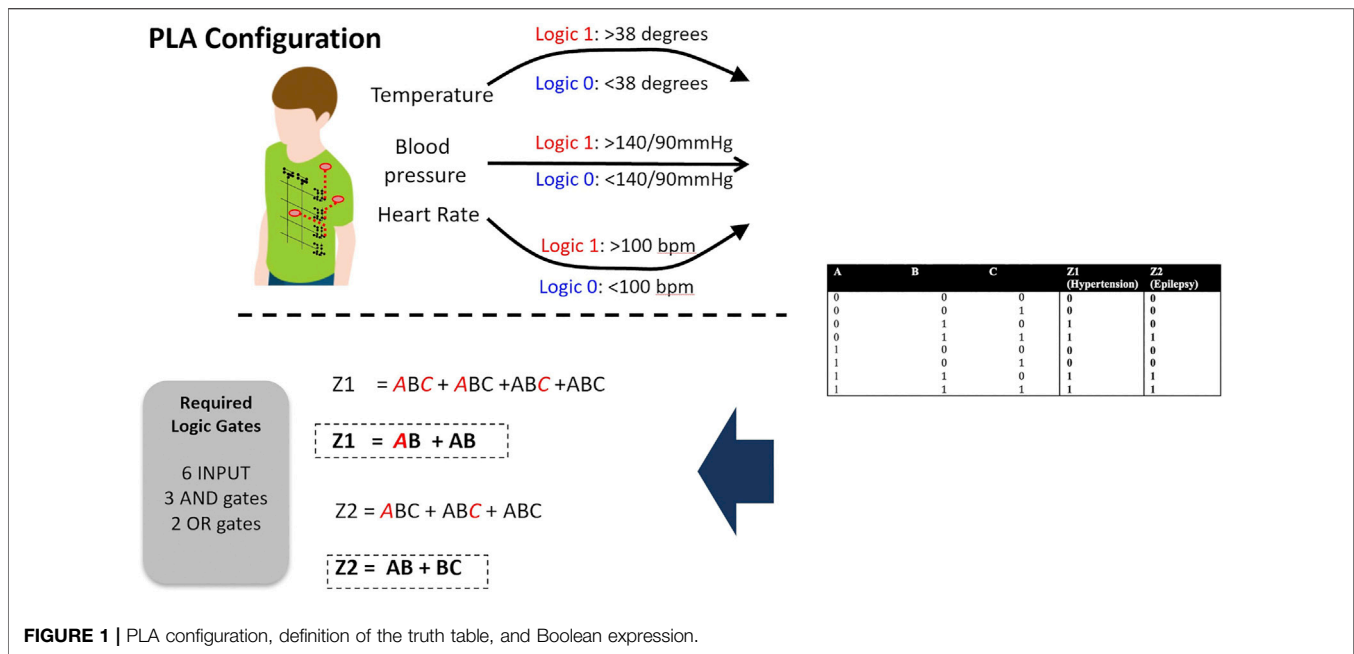 PLA Configuration
Logic 1: >38 degrees
Temperature
Logic 0: <38 degrees
Blood
pressure
Logic 1: >140/90mmHg
Logic 0: <140/90mmHg
Heart Rate
Logic 1: >100 bpm
Logic 0: <100 bpm
A B C Z1 Z2
(Hypertension) (Epilepsy)
0 0 0 0 0
0 0 1 0 0
0 1 0 1 0
0 1 1 1 1
1 0 0 0 0
1 0 1 0 0
1 1 0 1 1
1 1 1 1 1
Required
Logic Gates
6 INPUT
3 AND gates
2 OR gates
Z1 = ABC + ABC +ABC +ABC
Z1 = AB + AB
Z2 = ABC + ABC + ABC
Z2 = AB + BC
FIGURE 1 | PLA configuration, definition of the truth table, and Boolean expression.